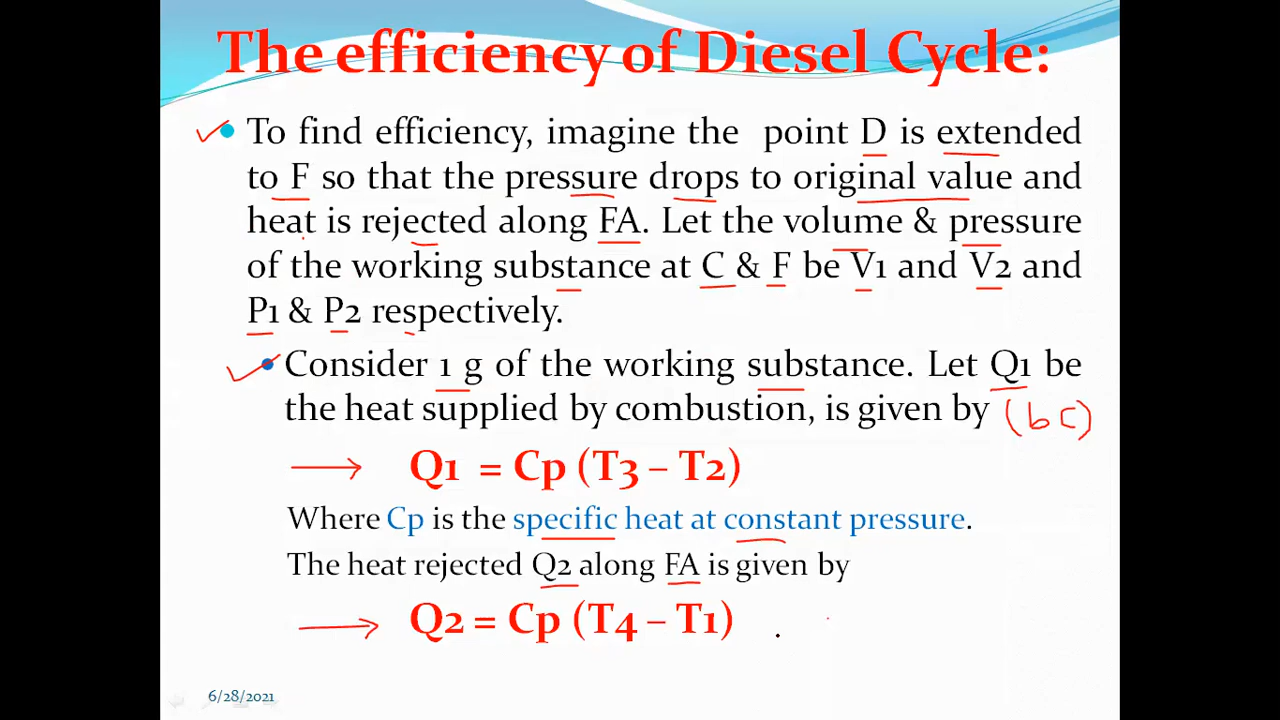 The efficiency of Diesel Cycle:
To find efficiency, imagine the point D is extended
to F so that the pressure drops to original value and
heat is rejected along FA. Let the volume & pressure
of the working substance at C & F be V1 and V2 and
P1 & P2 respectively.
Consider 1 g of the working substance. Let Q1 be
the heat supplied by combustion, is given by (bc)
Q1 = Cp (T3 – T2)
Where Cp is the specific heat at constant pressure.
The heat rejected Q2 along FA is given by
Q2 = Cp (T4 – T1)
6/28/2021